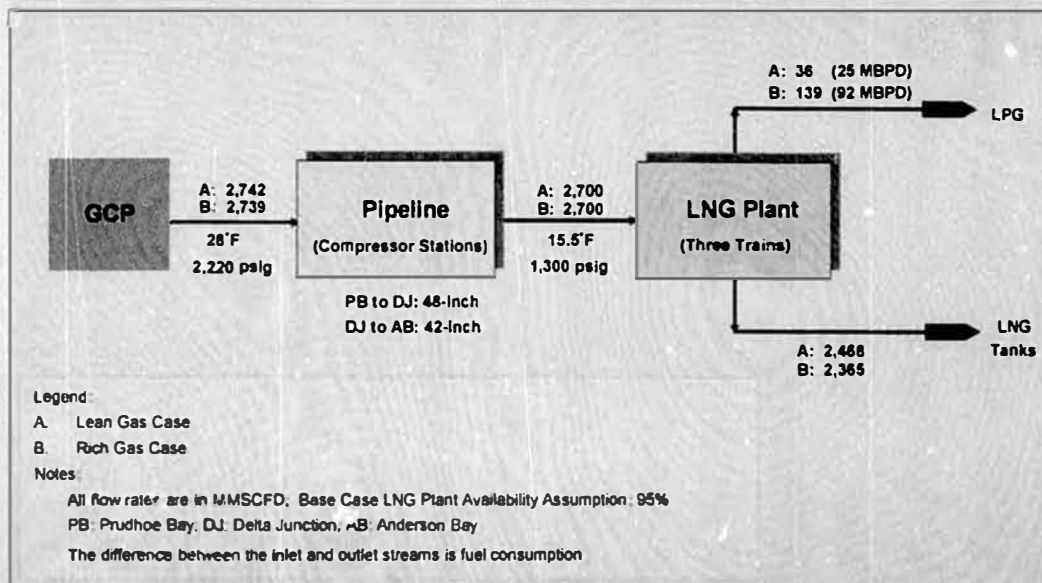 A: 36 (25 MBPD)
B: 139 (92 MBPD)
LPG
GCP
A: 2,742
B: 2,739
28°F
2,220 psig
Pipeline
(Compressor Stations)
PB to DJ: 48-Inch
DJ to AB: 42-Inch
A: 2,700
B: 2,700
15.5°F
1,300 psig
LNG Plant
(Three Trains)
LNG
Tanks
A: 2,468
B: 2,365
Legend:
A. Lean Gas Case
B. Rich Gas Case
Notes:
All flow rates are in MMSCFD; Base Case LNG Plant Availability Assumption: 95%
PB: Prudhoe Bay; DJ: Delta Junction; AB: Anderson Bay
The difference between the inlet and outlet streams is fuel consumption